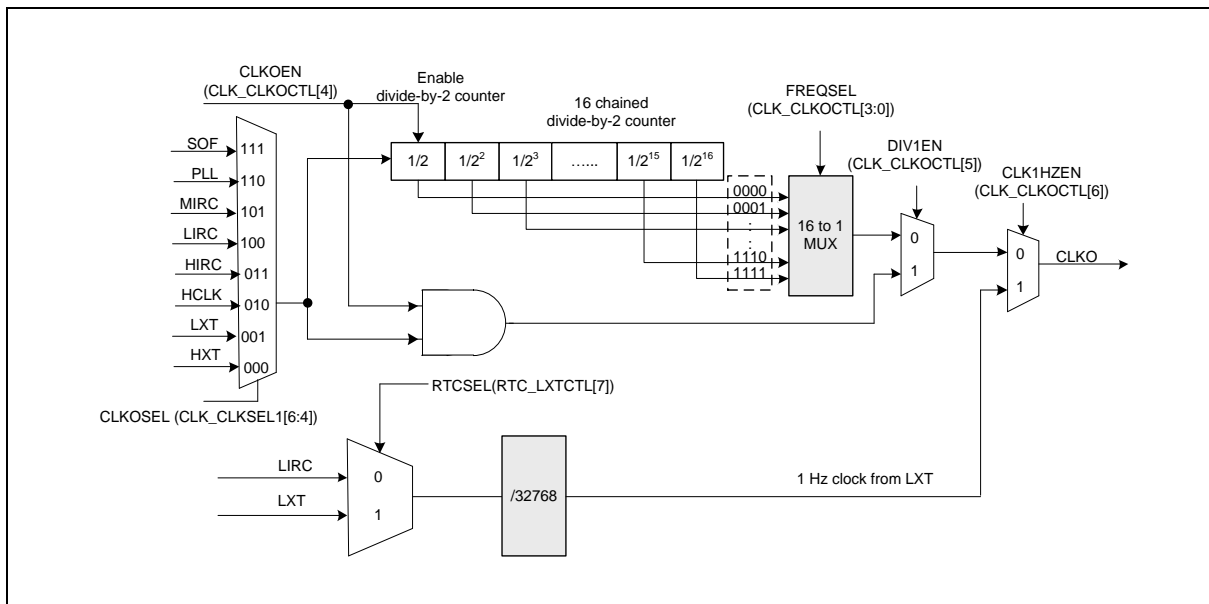 CLKOEN
(CLK_CLKOCTL[4])
Enable
divide-by-2 counter
16 chained
divide-by-2 counter
FREQSEL
(CLK_CLKOCTL[3:0])
DIV1EN
(CLK_CLKOCTL[5])
CLK1HZEN
(CLK_CLKOCTL[6])
SOF 111
PLL 110
MIRC 101
LIRC 100
HIRC 011
HCLK 010
LXT 001
HXT 000
CLKOSEL (CLK_CLKSEL1[6:4])
1/2 1/2² 1/2³ …... 1/2¹⁵ 1/2¹⁶
0000
0001
:
:
1110
1111
16 to 1
MUX
0
1
0
1
CLKO
RTCSEL(RTC_LXTCTL[7])
LIRC 0
LXT 1
/32768
1 Hz clock from LXT